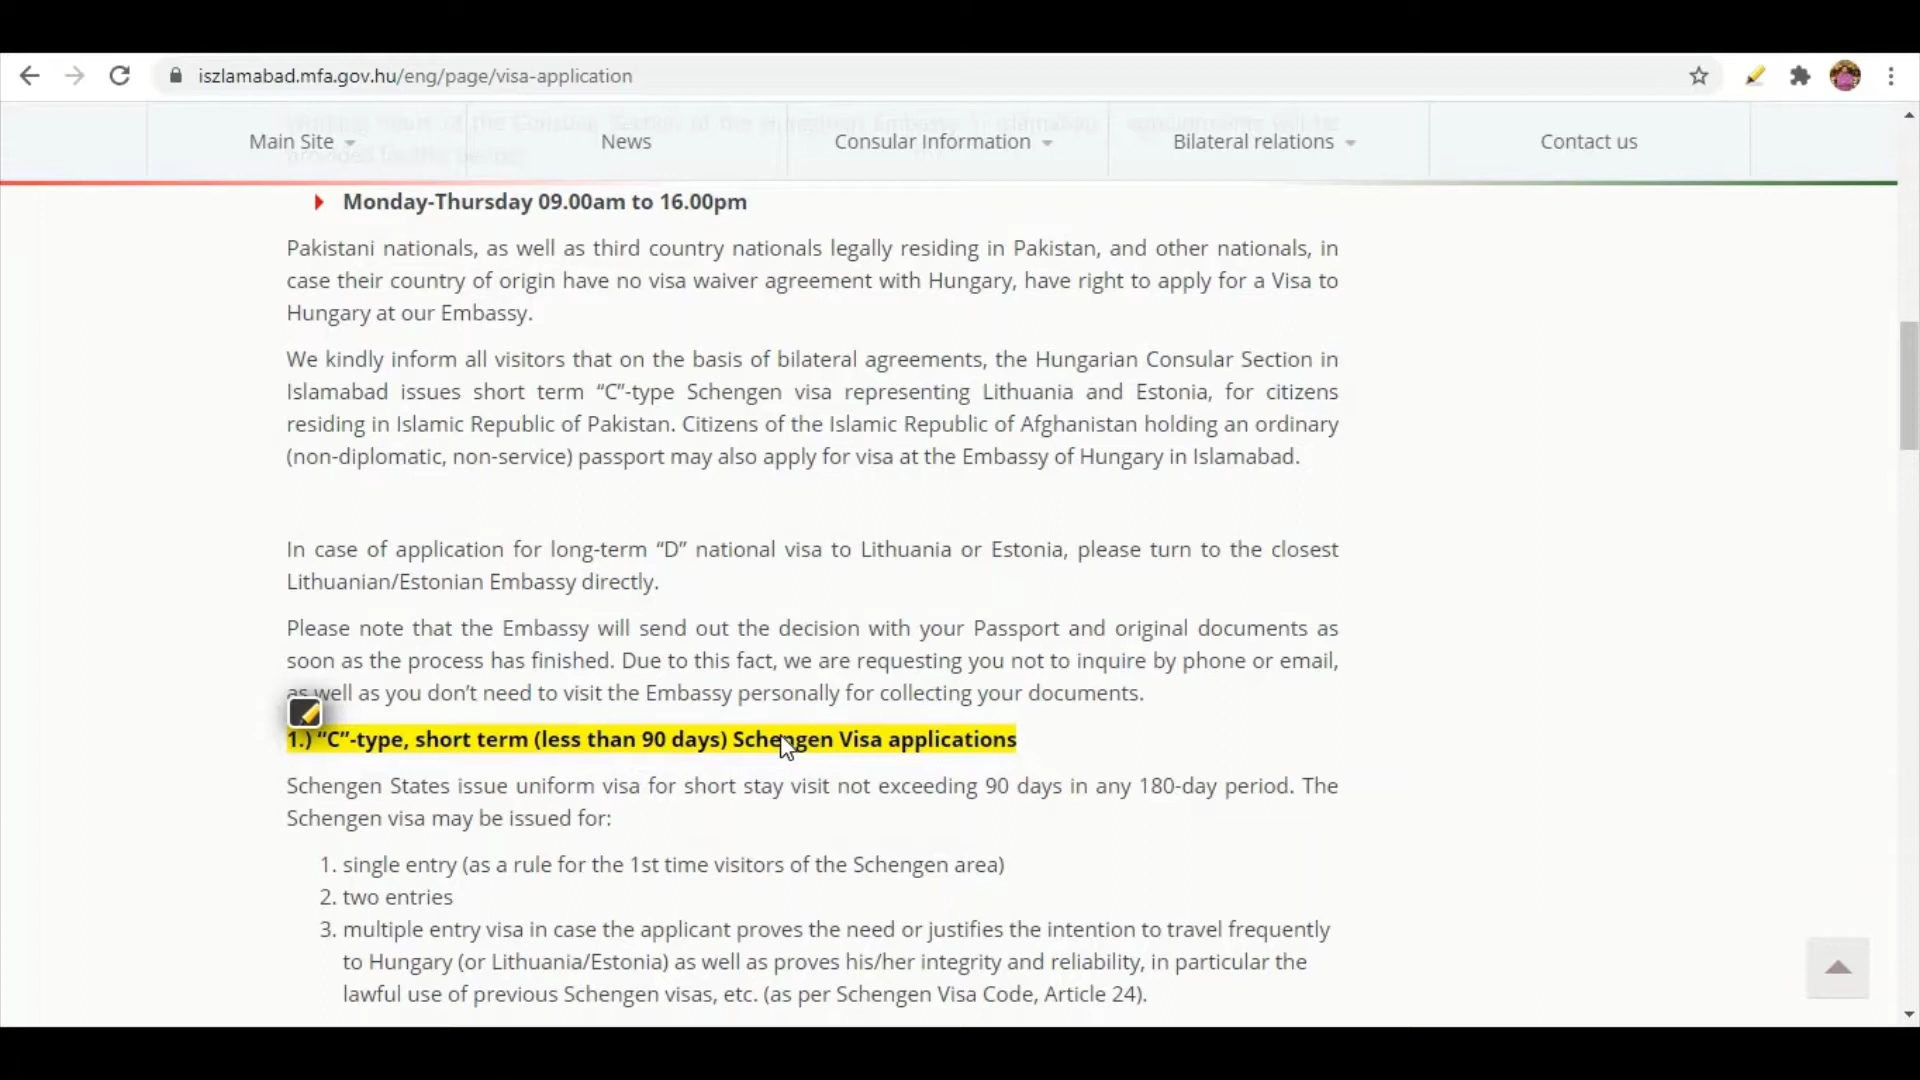 iszlamabad.mfa.gov.hu/eng/page/visa-application
Main Site
News
Consular Information
Bilateral relations
Contact us
Monday-Thursday 09.00am to 16.00pm
Pakistani nationals, as well as third country nationals legally residing in Pakistan, and other nationals, in
case their country of origin have no visa waiver agreement with Hungary, have right to apply for a Visa to
Hungary at our Embassy.
We kindly inform all visitors that on the basis of bilateral agreements, the Hungarian Consular Section in
Islamabad issues short term “C”-type Schengen visa representing Lithuania and Estonia, for citizens
residing in Islamic Republic of Pakistan. Citizens of the Islamic Republic of Afghanistan holding an ordinary
(non-diplomatic, non-service) passport may also apply for visa at the Embassy of Hungary in Islamabad.
In case of application for long-term “D” national visa to Lithuania or Estonia, please turn to the closest
Lithuanian/Estonian Embassy directly.
Please note that the Embassy will send out the decision with your Passport and original documents as
soon as the process has finished. Due to this fact, we are requesting you not to inquire by phone or email,
as well as you don’t need to visit the Embassy personally for collecting your documents.
1.) “C”-type, short term (less than 90 days) Schengen Visa applications
Schengen States issue uniform visa for short stay visit not exceeding 90 days in any 180-day period. The
Schengen visa may be issued for:
1. single entry (as a rule for the 1st time visitors of the Schengen area)
2. two entries
3. multiple entry visa in case the applicant proves the need or justifies the intention to travel frequently
to Hungary (or Lithuania/Estonia) as well as proves his/her integrity and reliability, in particular the
lawful use of previous Schengen visas, etc. (as per Schengen Visa Code, Article 24).